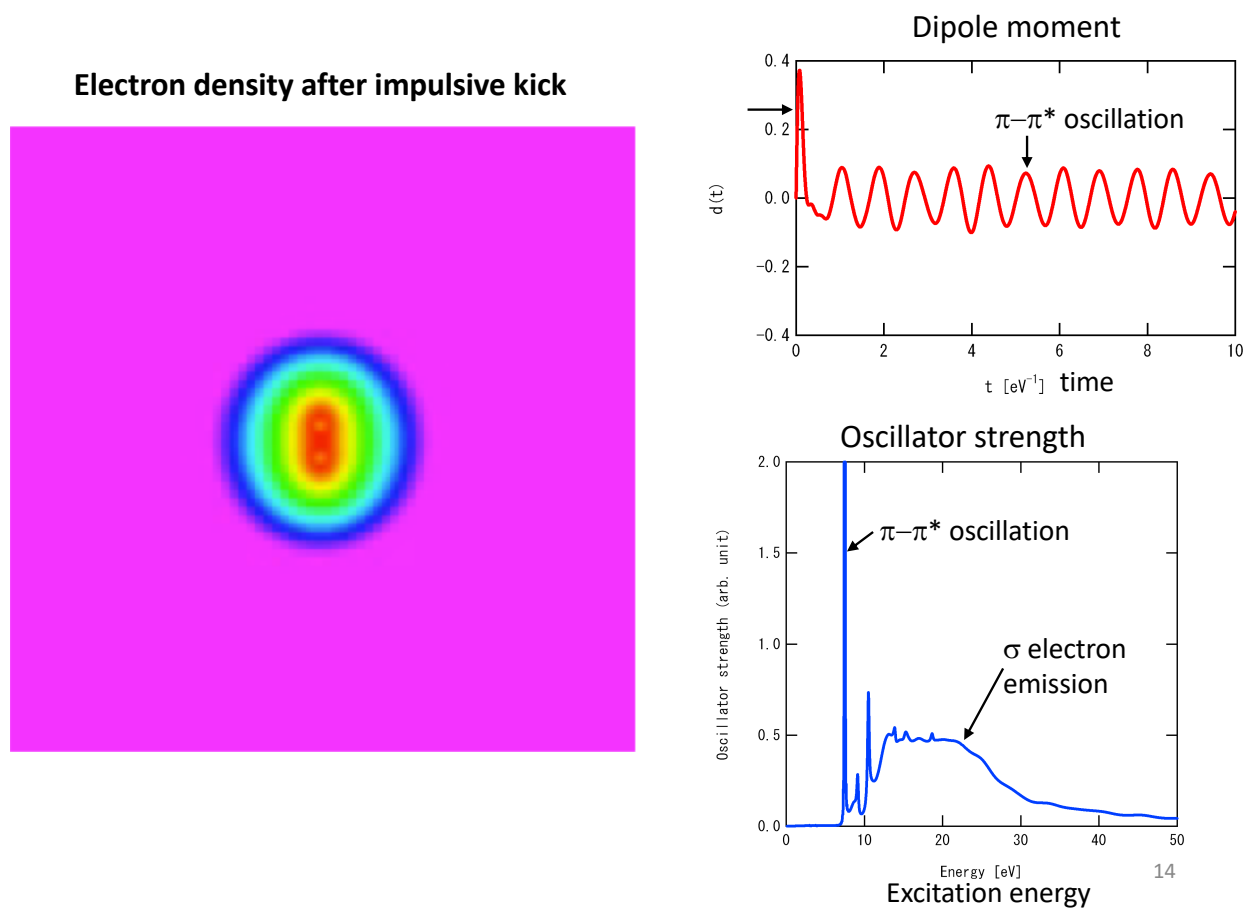 Electron density after impulsive kick
Dipole moment
0.4
0.2
0.0
−0.2
−0.4
d(t)
π−π* oscillation
0 2 4 6 8 10
t [eV⁻¹] time
Oscillator strength
2.0
1.5
1.0
0.5
0.0
Oscillator strength (arb. unit)
π−π* oscillation
σ electron
emission
0 10 20 30 40 50
Energy [eV]
Excitation energy
14